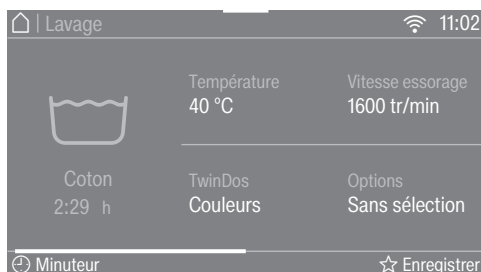 | Lavage
11:02
Température
40 °C
Vitesse essorage
1600 tr/min
Coton
2:29 h
TwinDos
Couleurs
Options
Sans sélection
Minuteur
Enregistrer